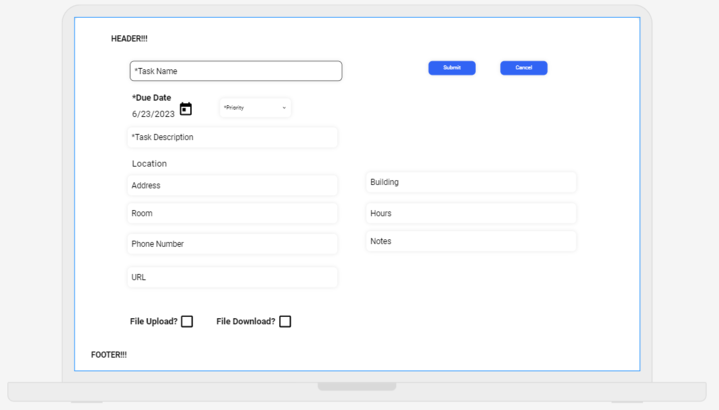 HEADER!!!
*Task Name
Submit
Cancel
*Due Date
6/23/2023
*Priority
*Task Description
Location
Address
Building
Room
Hours
Phone Number
Notes
URL
File Upload?
File Download?
FOOTER!!!